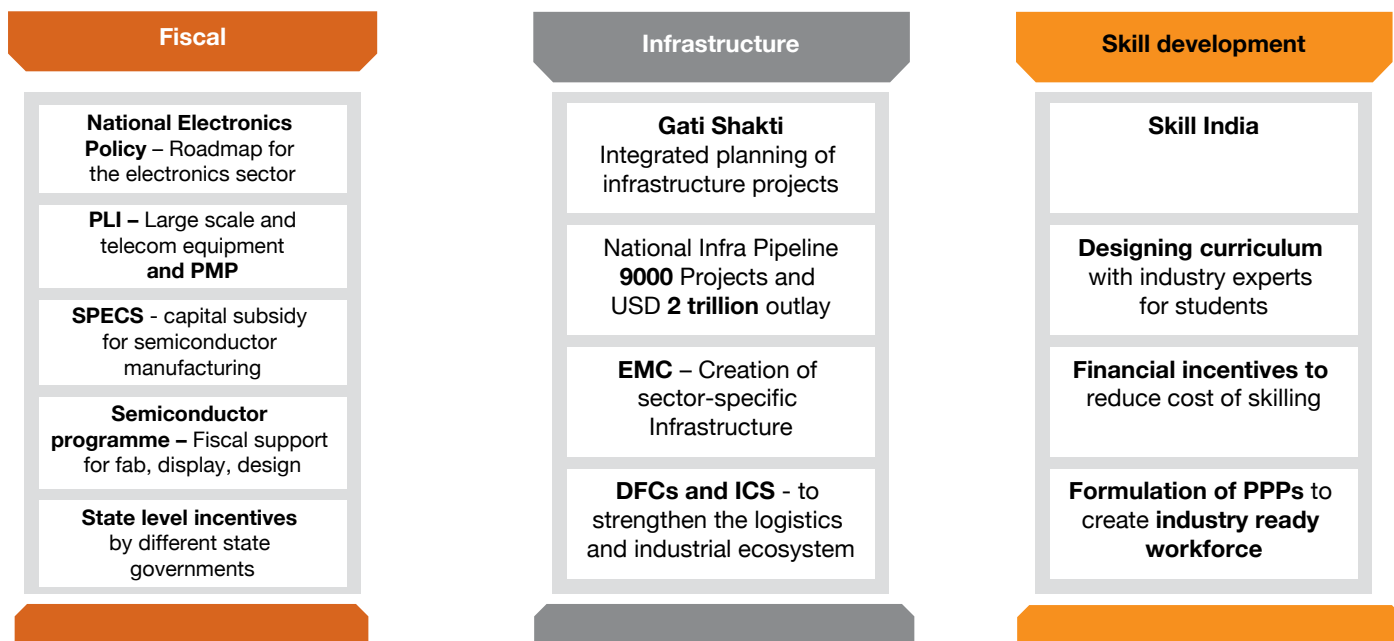 Fiscal
National Electronics
Policy – Roadmap for
the electronics sector
PLI – Large scale and
telecom equipment
and PMP
SPECS - capital subsidy
for semiconductor
manufacturing
Semiconductor
programme – Fiscal support
for fab, display, design
State level incentives
by different state
governments
Infrastructure
Gati Shakti
Integrated planning of
infrastructure projects
National Infra Pipeline
9000 Projects and
USD 2 trillion outlay
EMC – Creation of
sector-specific
Infrastructure
DFCs and ICS - to
strengthen the logistics
and industrial ecosystem
Skill development
Skill India
Designing curriculum
with industry experts
for students
Financial incentives to
reduce cost of skilling
Formulation of PPPs to
create industry ready
workforce